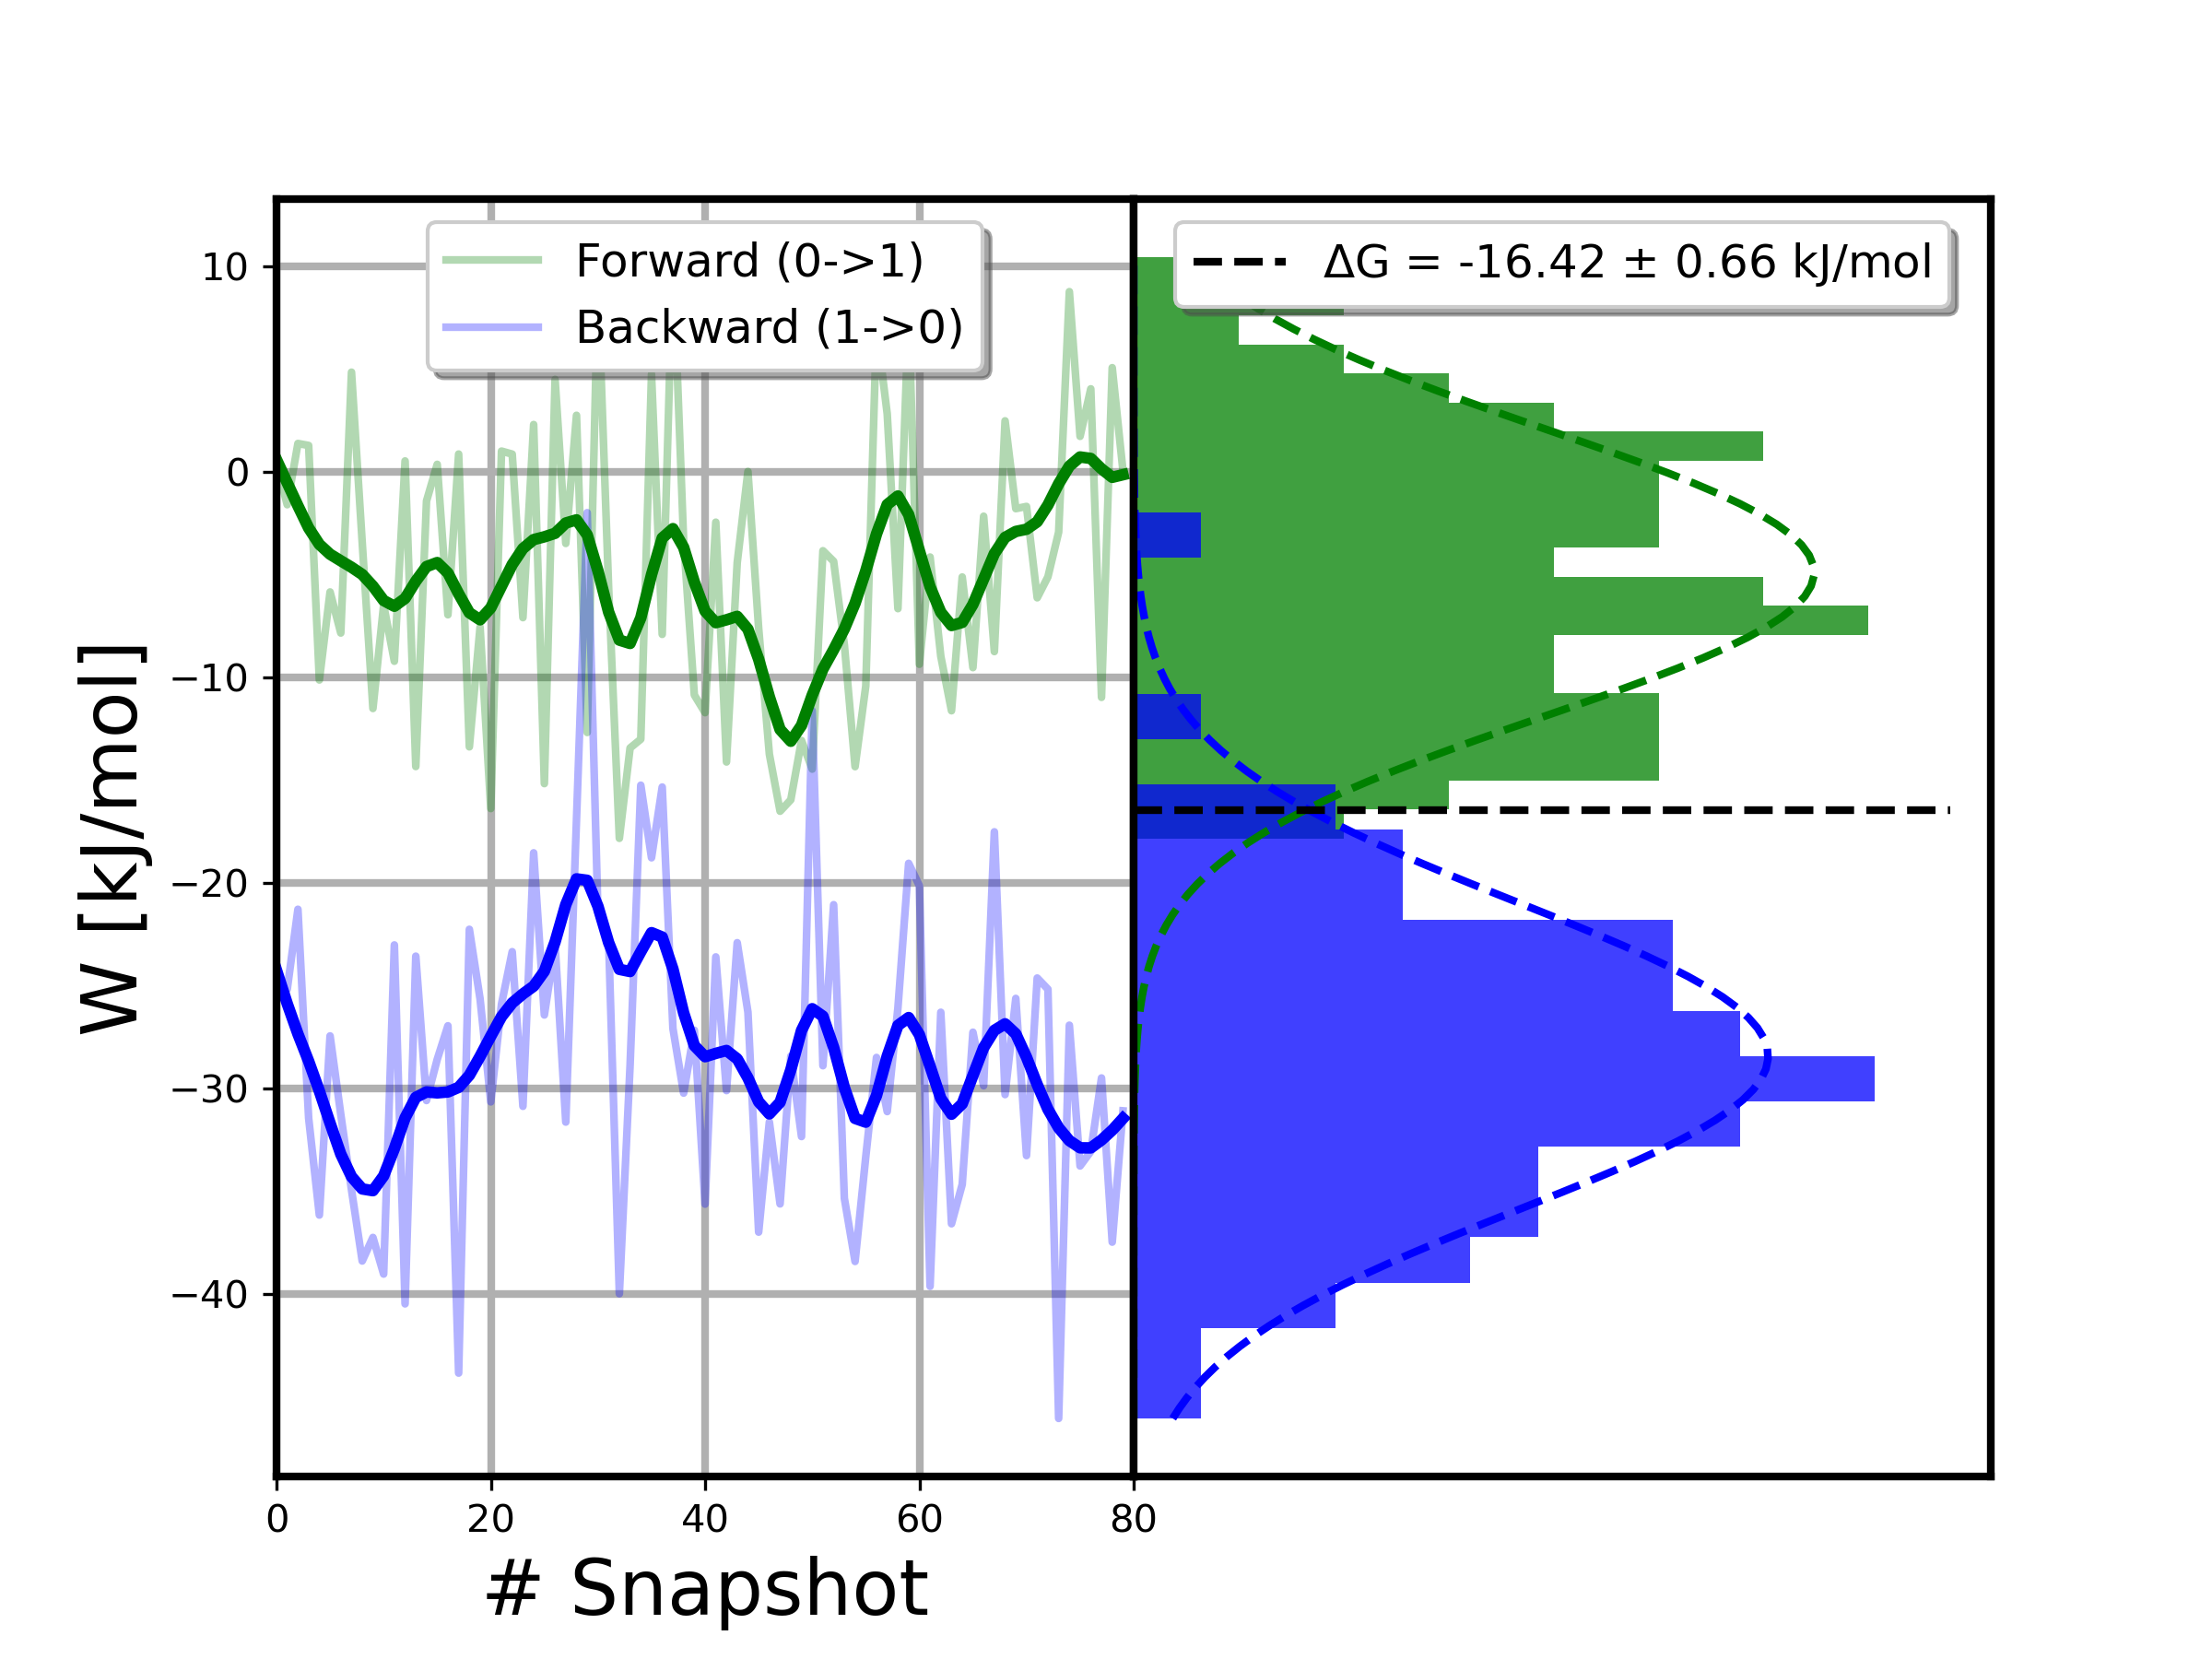 Forward (0->1)
Backward (1->0)
ΔG = -16.42 ± 0.66 kJ/mol
W [kJ/mol]
10
0
−10
−20
−30
−40
0 20 40 60 80
# Snapshot